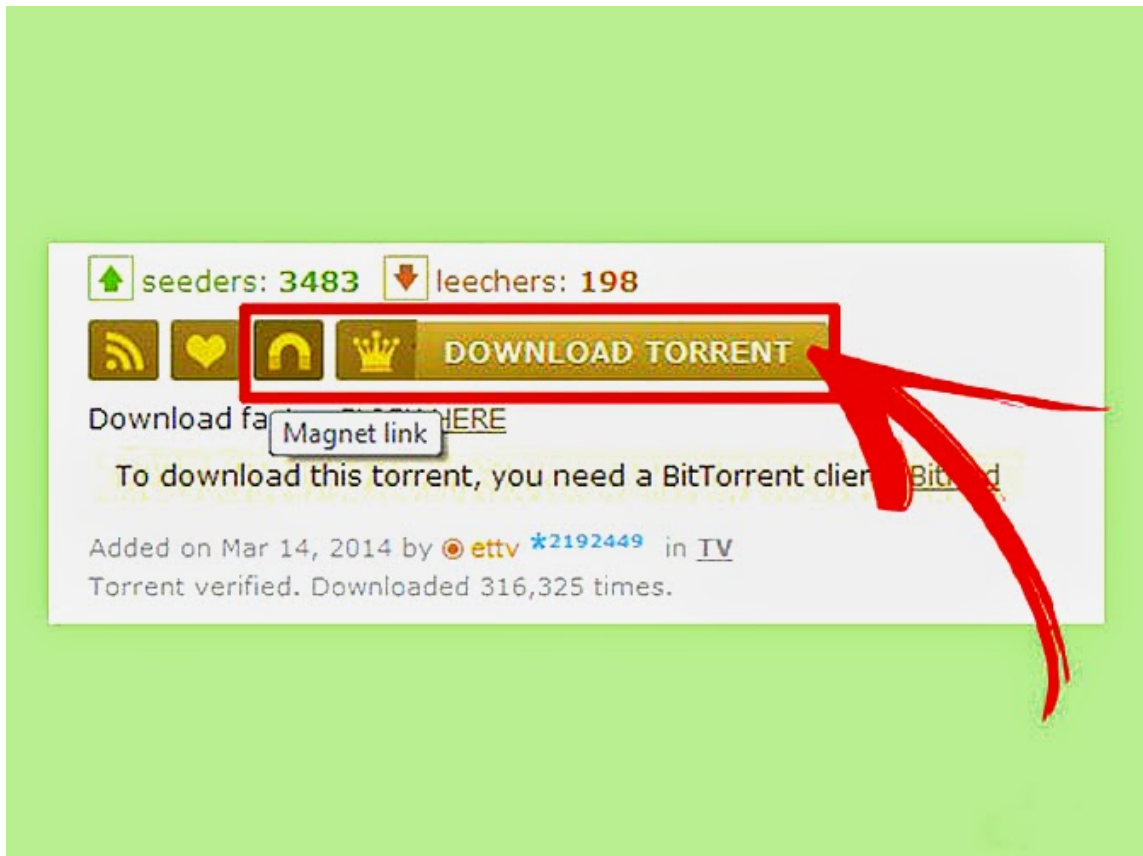 seeders: 3483 leechers: 198
DOWNLOAD TORRENT
Download HERE
Magnet link
To download this torrent, you need a BitTorrent
Added on Mar 14, 2014 by ettv *2192449 in TV
Torrent verified. Downloaded 316,325 times.